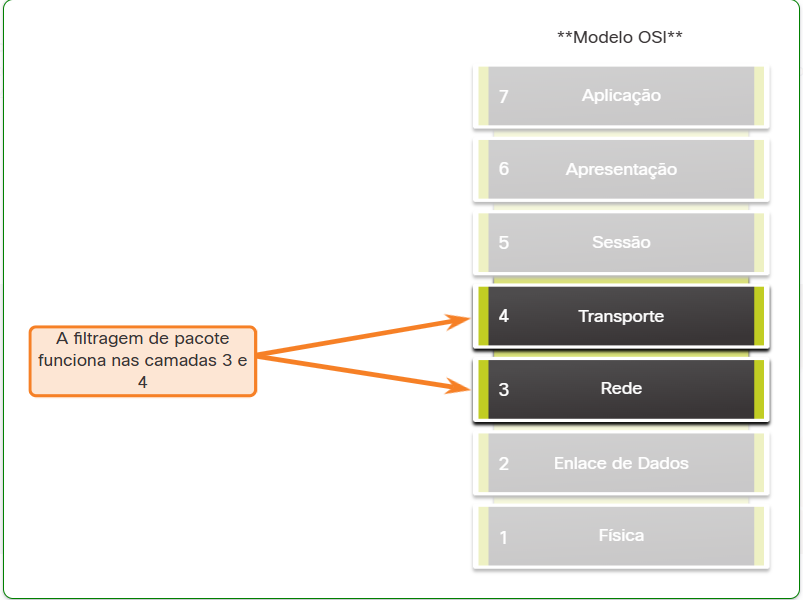 **Modelo OSI**
7 Aplicação
6 Apresentação
5 Sessão
4 Transporte
A filtragem de pacote
funciona nas camadas 3 e
4
3 Rede
2 Enlace de Dados
1 Física